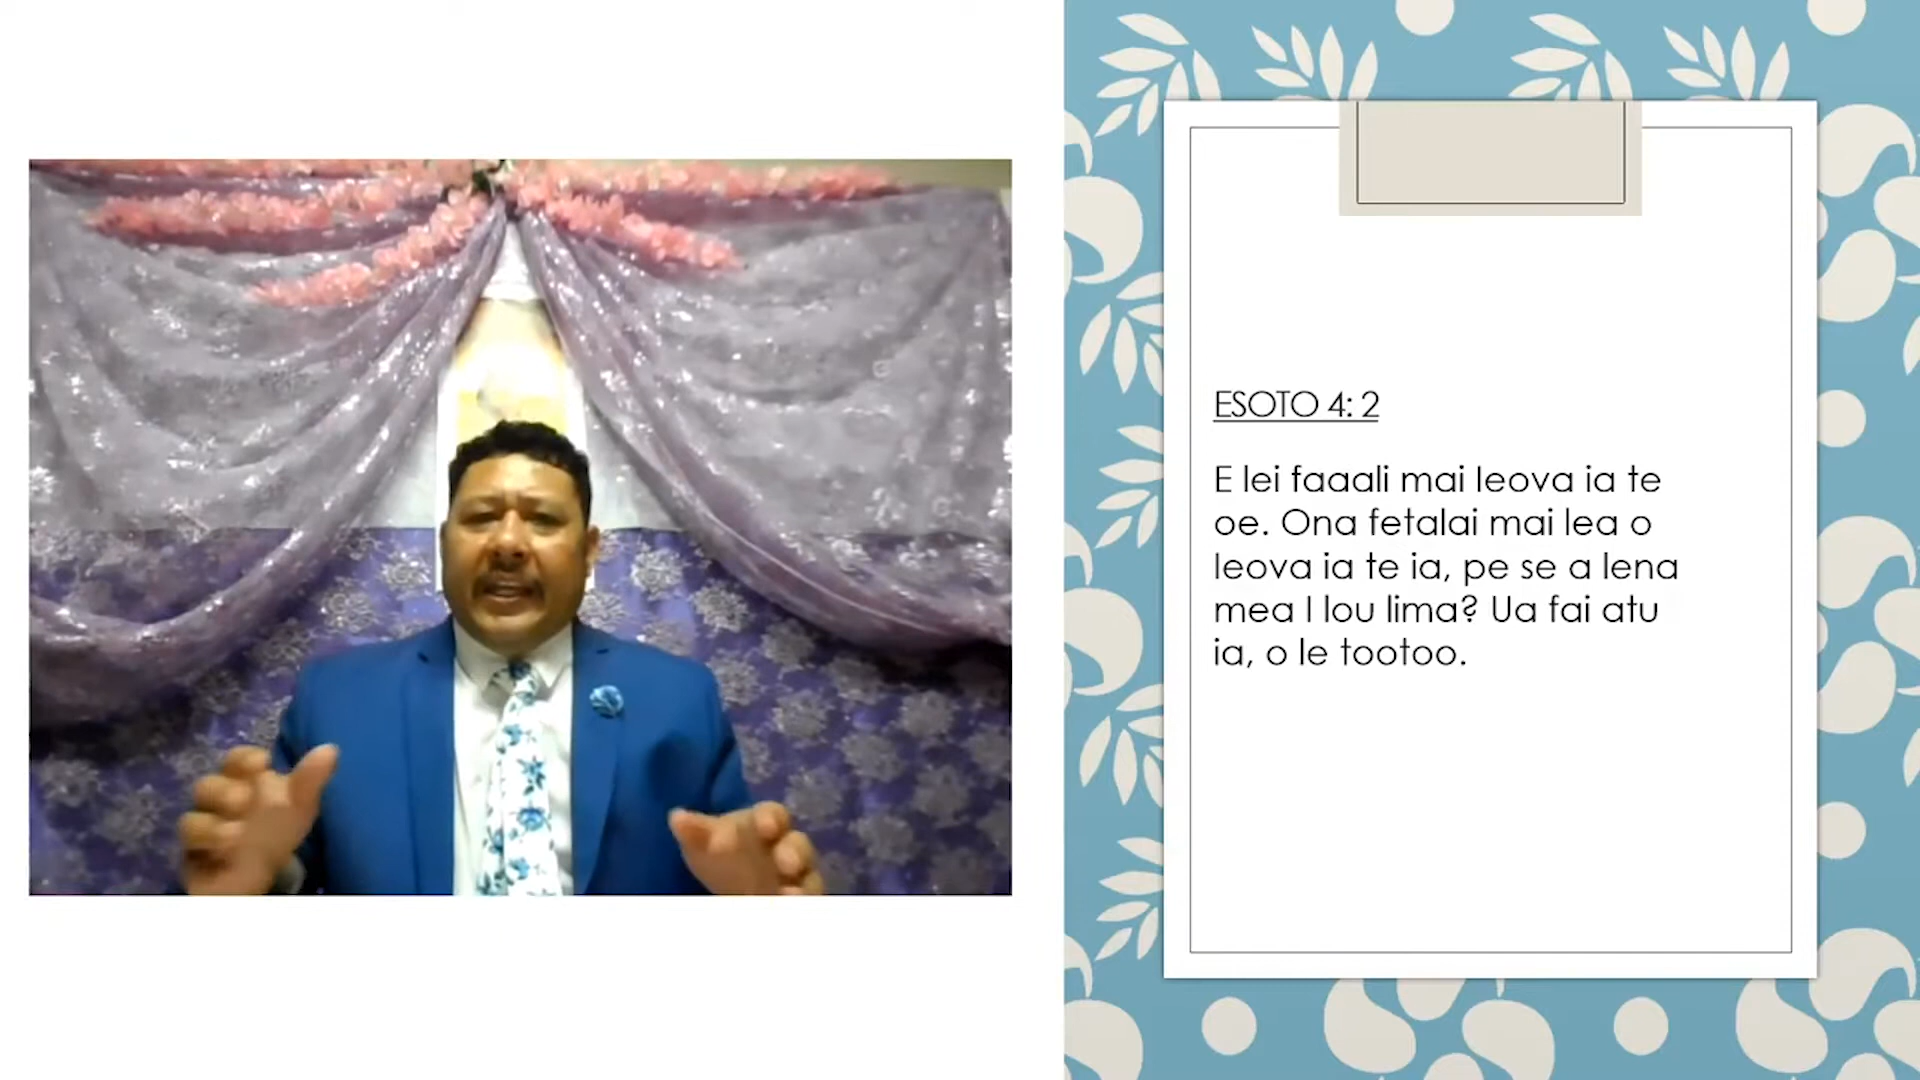 ESOTO 4: 2
E lei faaali mai Ieova ia te
oe. Ona fetalai mai lea o
Ieova ia te ia, pe se a lena
mea I lou lima? Ua fai atu
ia, o le tootoo.